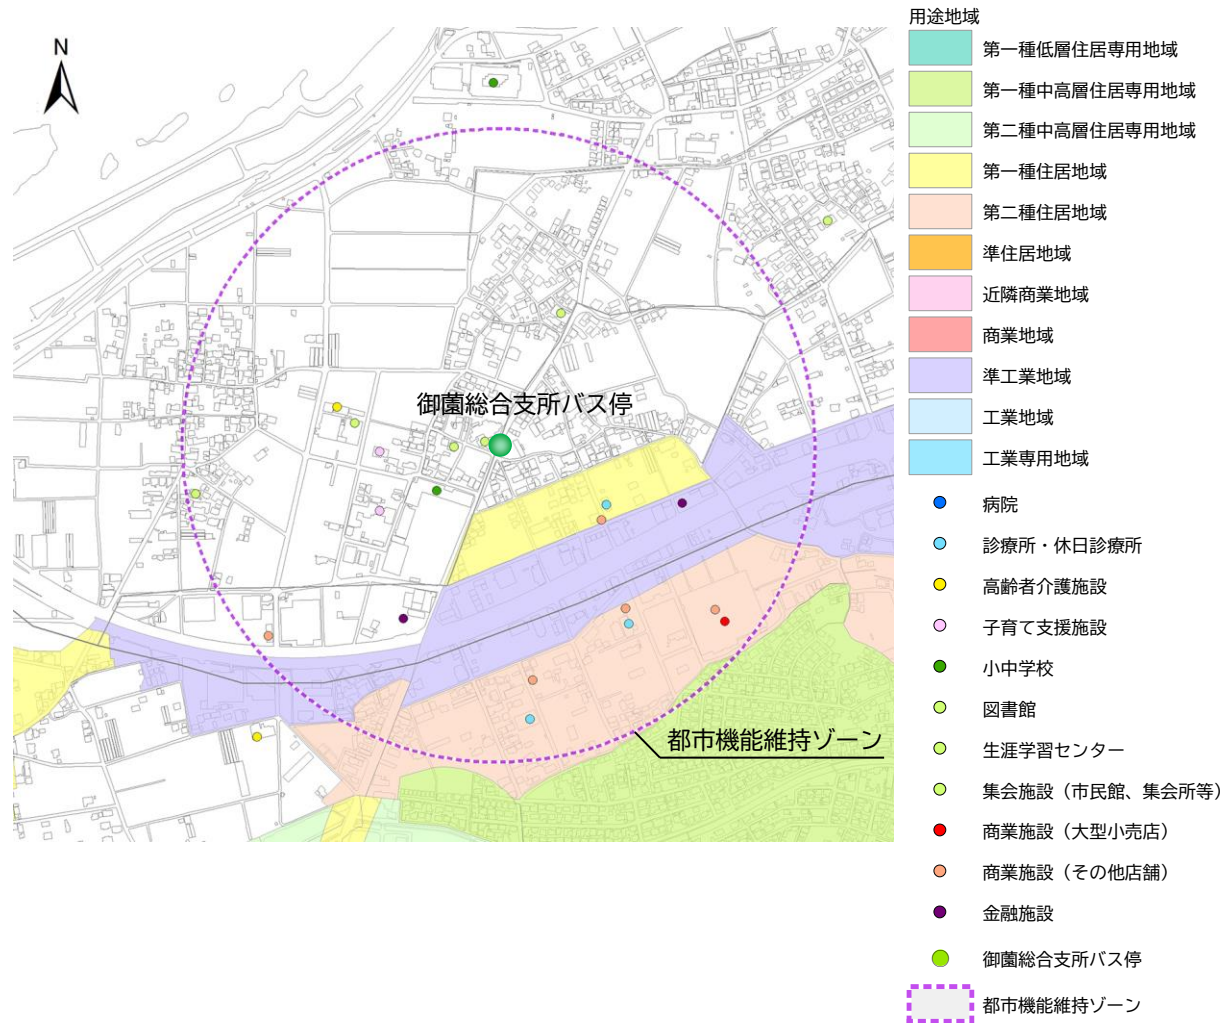 N
御薗総合支所バス停
都市機能維持ゾーン
用途地域
第一種低層住居専用地域
第一種中高層住居専用地域
第二種中高層住居専用地域
第一種住居地域
第二種住居地域
準住居地域
近隣商業地域
商業地域
準工業地域
工業地域
工業専用地域
病院
診療所・休日診療所
高齢者介護施設
子育て支援施設
小中学校
図書館
生涯学習センター
集会施設（市民館、集会所等）
商業施設（大型小売店）
商業施設（その他店舗）
金融施設
御薗総合支所バス停
都市機能維持ゾーン